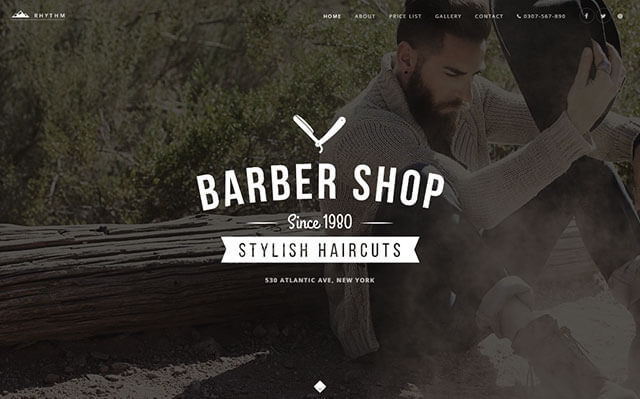 RHYTHM
HOME ABOUT PRICE LIST GALLERY CONTACT 0307-567-890
BARBER SHOP
Since 1980
STYLISH HAIRCUTS
530 ATLANTIC AVE, NEW YORK